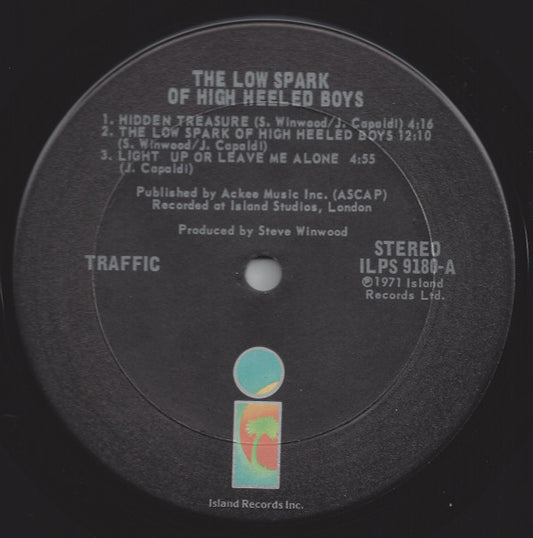 THE LOW SPARK
OF HIGH HEELED BOYS
1. HIDDEN TREASURE (S. Winwood/J. Capaldi) 4:16
2. THE LOW SPARK OF HIGH HEELED BOYS 12:10
(S. Winwood/J. Capaldi)
3. LIGHT UP OR LEAVE ME ALONE 4:55
(J. Capaldi)
Published by Ackee Music Inc. (ASCAP)
Recorded at Island Studios, London
Produced by Steve Winwood
TRAFFIC
STEREO
ILPS 9180-A
℗1971 Island
Records Ltd.
Island Records Inc.